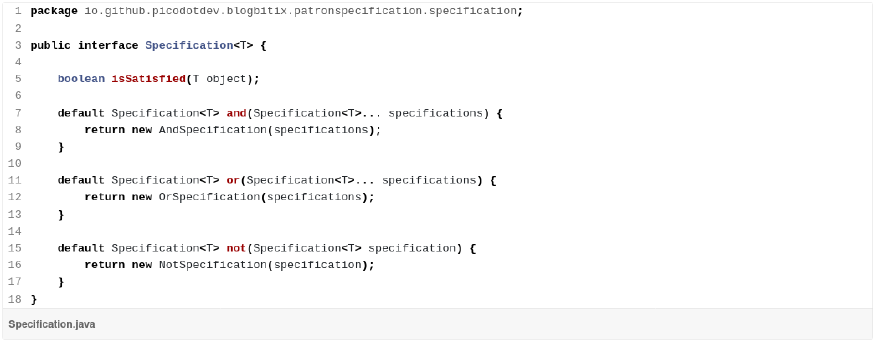 1 package io.github.picodotdev.blogbitix.patronspecification.specification;
2
3 public interface Specification<T> {
4
5     boolean isSatisfied(T object);
6
7     default Specification<T> and(Specification<T>... specifications) {
8         return new AndSpecification(specifications);
9     }
10
11     default Specification<T> or(Specification<T>... specifications) {
12         return new OrSpecification(specifications);
13     }
14
15     default Specification<T> not(Specification<T> specification) {
16         return new NotSpecification(specification);
17     }
18 }
Specification.java